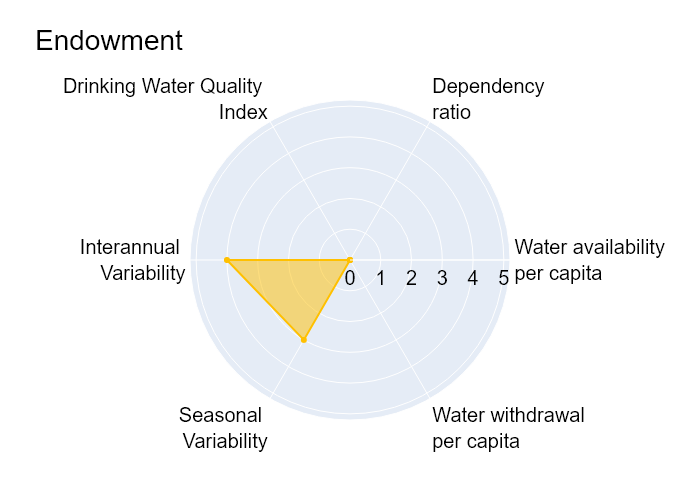 Endowment
Drinking Water Quality
Index
Dependency
ratio
Interannual
Variability
Water availability
per capita
0 1 2 3 4 5
Seasonal
Variability
Water withdrawal
per capita